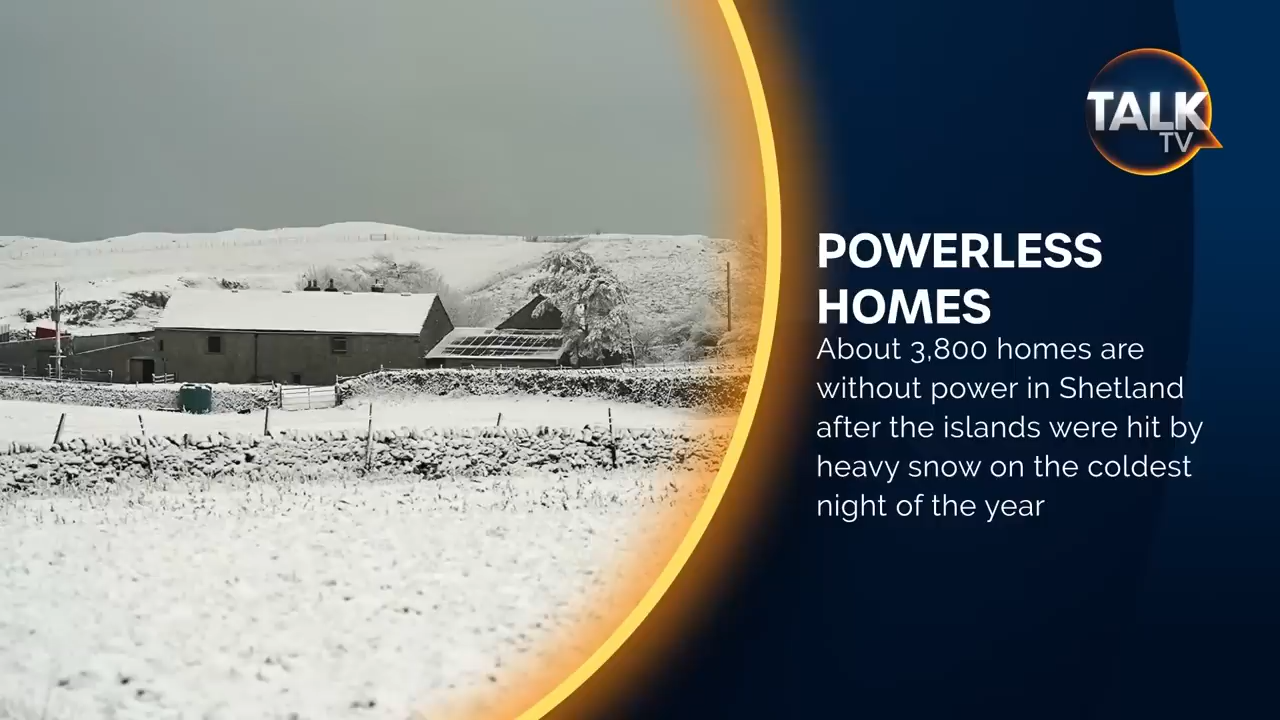 TALK
TV
POWERLESS
HOMES
About 3,800 homes are
without power in Shetland
after the islands were hit by
heavy snow on the coldest
night of the year